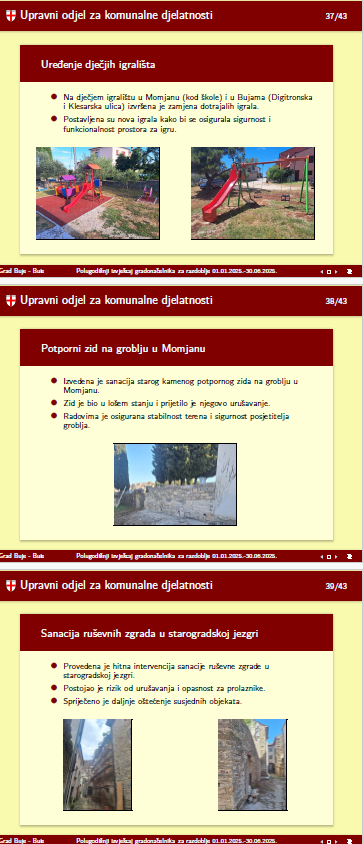 Upravni odjel za komunalne djelatnosti
37/43
Uređenje dječjih igrališta
Na dječjem igralištu u Momjanu (kod škole) i u Bujama (Digitronska
i Klesarska ulica) izvršena je zamjena dotrajalih igrala.
Postavljena su nova igrala kako bi se osigurala sigurnost i
funkcionalnost prostora za igru.
Grad Buje - Buie
Polugodišnji izvještaj gradonačelnika za razdoblje 01.01.2025.-30.06.2025.
Upravni odjel za komunalne djelatnosti
38/43
Potporni zid na groblju u Momjanu
Izvedena je sanacija starog kamenog potpornog zida na groblju u
Momjanu.
Zid je bio u lošem stanju i prijetilo je njegovo urušavanje.
Radovima je osigurana stabilnost terena i sigurnost posjetitelja
groblja.
Grad Buje - Buie
Polugodišnji izvještaj gradonačelnika za razdoblje 01.01.2025.-30.06.2025.
Upravni odjel za komunalne djelatnosti
39/43
Sanacija ruševnih zgrada u starogradskoj jezgri
Provedena je hitna intervencija sanacije ruševne zgrade u
starogradskoj jezgri.
Postojao je rizik od urušavanja i opasnost za prolaznike.
Spriječeno je daljnje oštećenje susjednih objekata.
Grad Buje - Buie
Polugodišnji izvještaj gradonačelnika za razdoblje 01.01.2025.-30.06.2025.